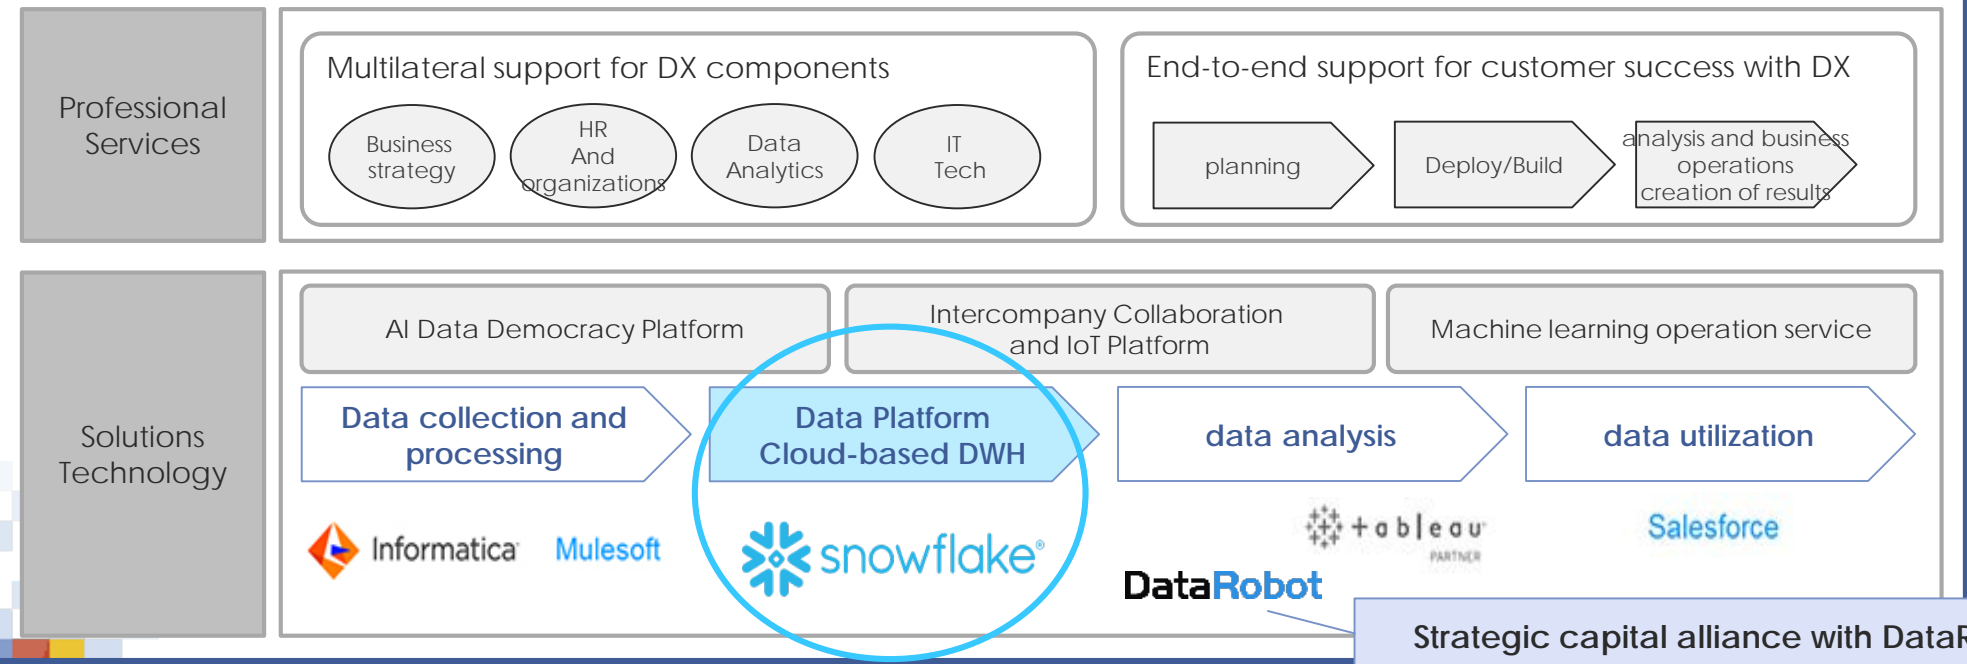 Professional
Services
Multilateral support for DX components
Business
strategy
HR
And
organizations
Data
Analytics
IT
Tech
End-to-end support for customer success with DX
planning
Deploy/Build
analysis and business
operations
creation of results
Solutions
Technology
AI Data Democracy Platform
Intercompany Collaboration
and IoT Platform
Machine learning operation service
Data collection and
processing
Data Platform
Cloud-based DWH
data analysis
data utilization
Informatica
Mulesoft
snowflake®
+ableau
PARTNER
DataRobot
Salesforce
Strategic capital alliance with DataR